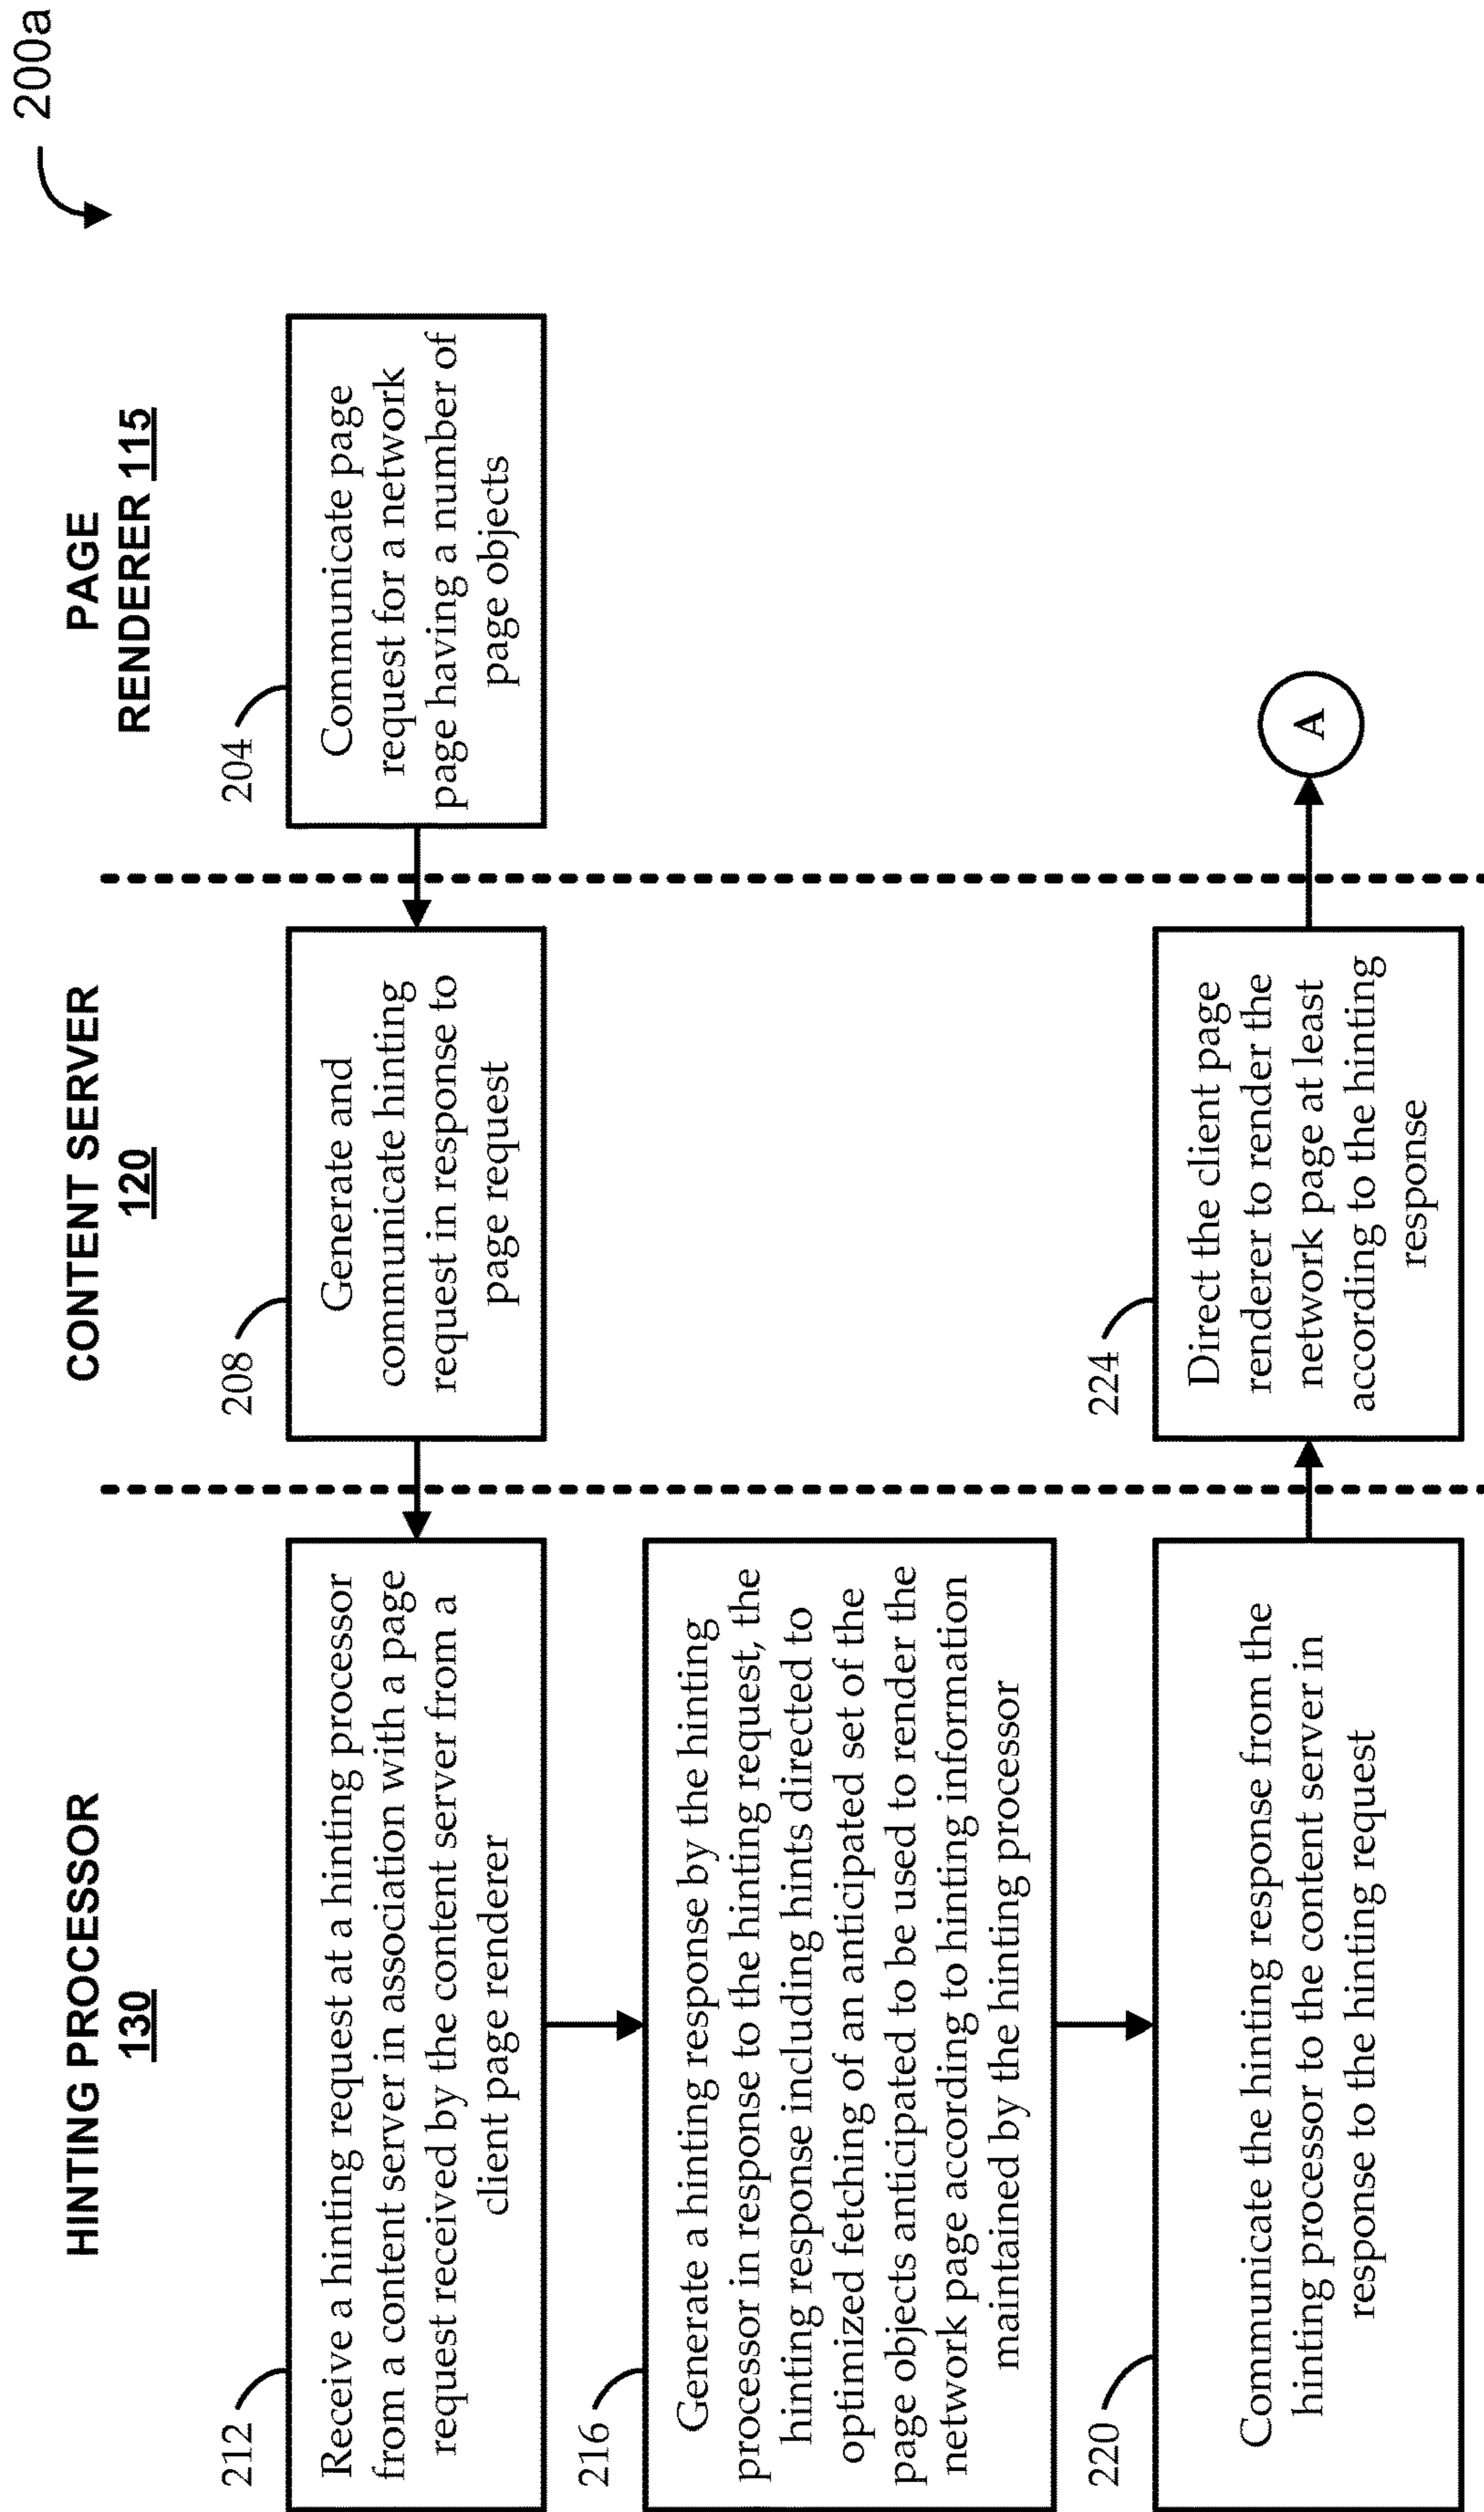 200a
HINTING PROCESSOR
130
CONTENT SERVER
120
PAGE
RENDERER 115
212
Receive a hinting request at a hinting processor
from a content server in association with a page
request received by the content server from a
client page renderer
208
Generate and
communicate hinting
request in response to
page request
204
Communicate page
request for a network
page having a number of
page objects
216
Generate a hinting response by the hinting
processor in response to the hinting request, the
hinting response including hints directed to
optimized fetching of an anticipated set of the
page objects anticipated to be used to render the
network page according to hinting information
maintained by the hinting processor
220
Communicate the hinting response from the
hinting processor to the content server in
response to the hinting request
224
Direct the client page
renderer to render the
network page at least
according to the hinting
response
A